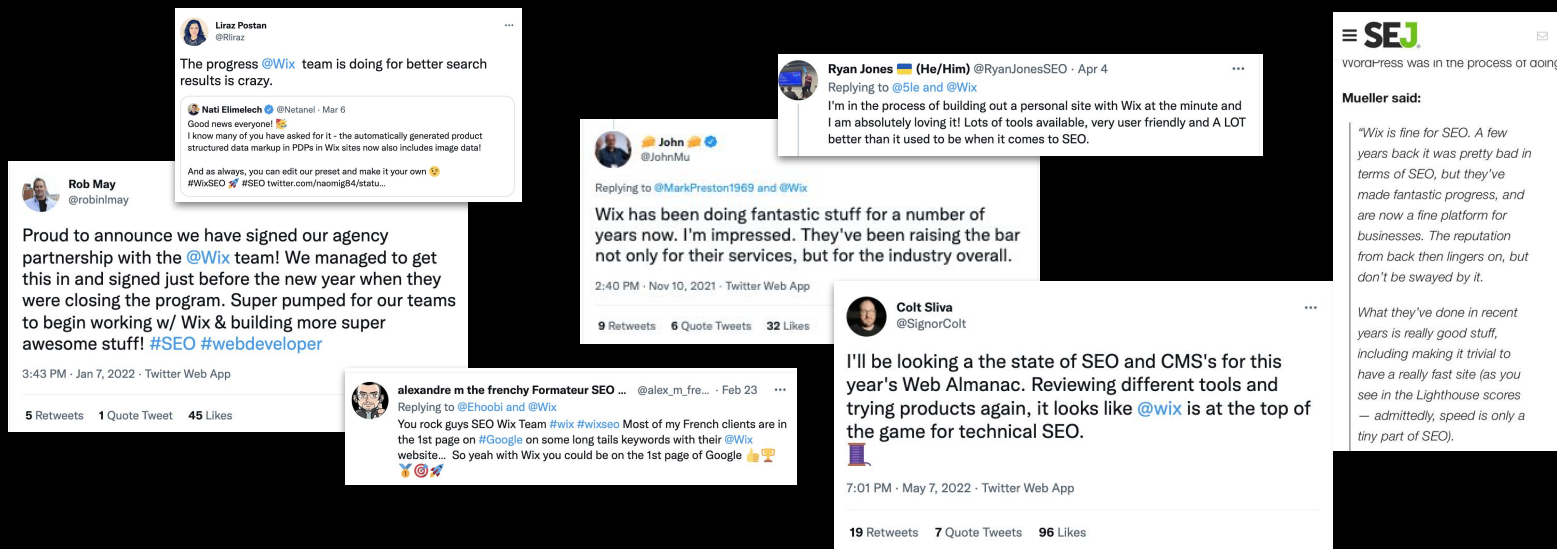 Liraz Postan
@Rliraz
The progress @Wix team is doing for better search
results is crazy.
Nati Elimelech @Netanel · Mar 6
Good news everyone! 🥳
I know many of you have asked for it - the automatically generated product
structured data markup in PDPs in Wix sites now also includes image data!
And as always, you can edit our preset and make it your own 😉
#WixSEO 🚀 #SEO twitter.com/naomig84/statu...
Rob May
@robinlmay
Proud to announce we have signed our agency
partnership with the @Wix team! We managed to get
this in and signed just before the new year when they
were closing the program. Super pumped for our teams
to begin working w/ Wix & building more super
awesome stuff! #SEO #webdeveloper
3:43 PM · Jan 7, 2022 · Twitter Web App
5 Retweets 1 Quote Tweet 45 Likes
alexandre m the frenchy Formateur SEO ... @alex_m_fre... · Feb 23
Replying to @Ehoobi and @Wix
You rock guys SEO Wix Team #wix #wixseo Most of my French clients are in
the 1st page on #Google on some long tails keywords with their @Wix
website... So yeah with Wix you could be on the 1st page of Google 👍🏆
🥇🎯🚀
🧀 John 🧀
@JohnMu
Replying to @MarkPreston1969 and @Wix
Wix has been doing fantastic stuff for a number of
years now. I'm impressed. They've been raising the bar
not only for their services, but for the industry overall.
2:40 PM · Nov 10, 2021 · Twitter Web App
9 Retweets 6 Quote Tweets 32 Likes
Ryan Jones 🇺🇦 (He/Him) @RyanJonesSEO · Apr 4
Replying to @5le and @Wix
I'm in the process of building out a personal site with Wix at the minute and
I am absolutely loving it! Lots of tools available, very user friendly and A LOT
better than it used to be when it comes to SEO.
Colt Sliva
@SignorColt
I'll be looking a the state of SEO and CMS's for this
year's Web Almanac. Reviewing different tools and
trying products again, it looks like @wix is at the top of
the game for technical SEO.
🧵
7:01 PM · May 7, 2022 · Twitter Web App
19 Retweets 7 Quote Tweets 96 Likes
SEJ
WordPress was in the process of doing
Mueller said:
"Wix is fine for SEO. A few
years back it was pretty bad in
terms of SEO, but they've
made fantastic progress, and
are now a fine platform for
businesses. The reputation
from back then lingers on, but
don't be swayed by it.
What they've done in recent
years is really good stuff,
including making it trivial to
have a really fast site (as you
see in the Lighthouse scores
— admittedly, speed is only a
tiny part of SEO).